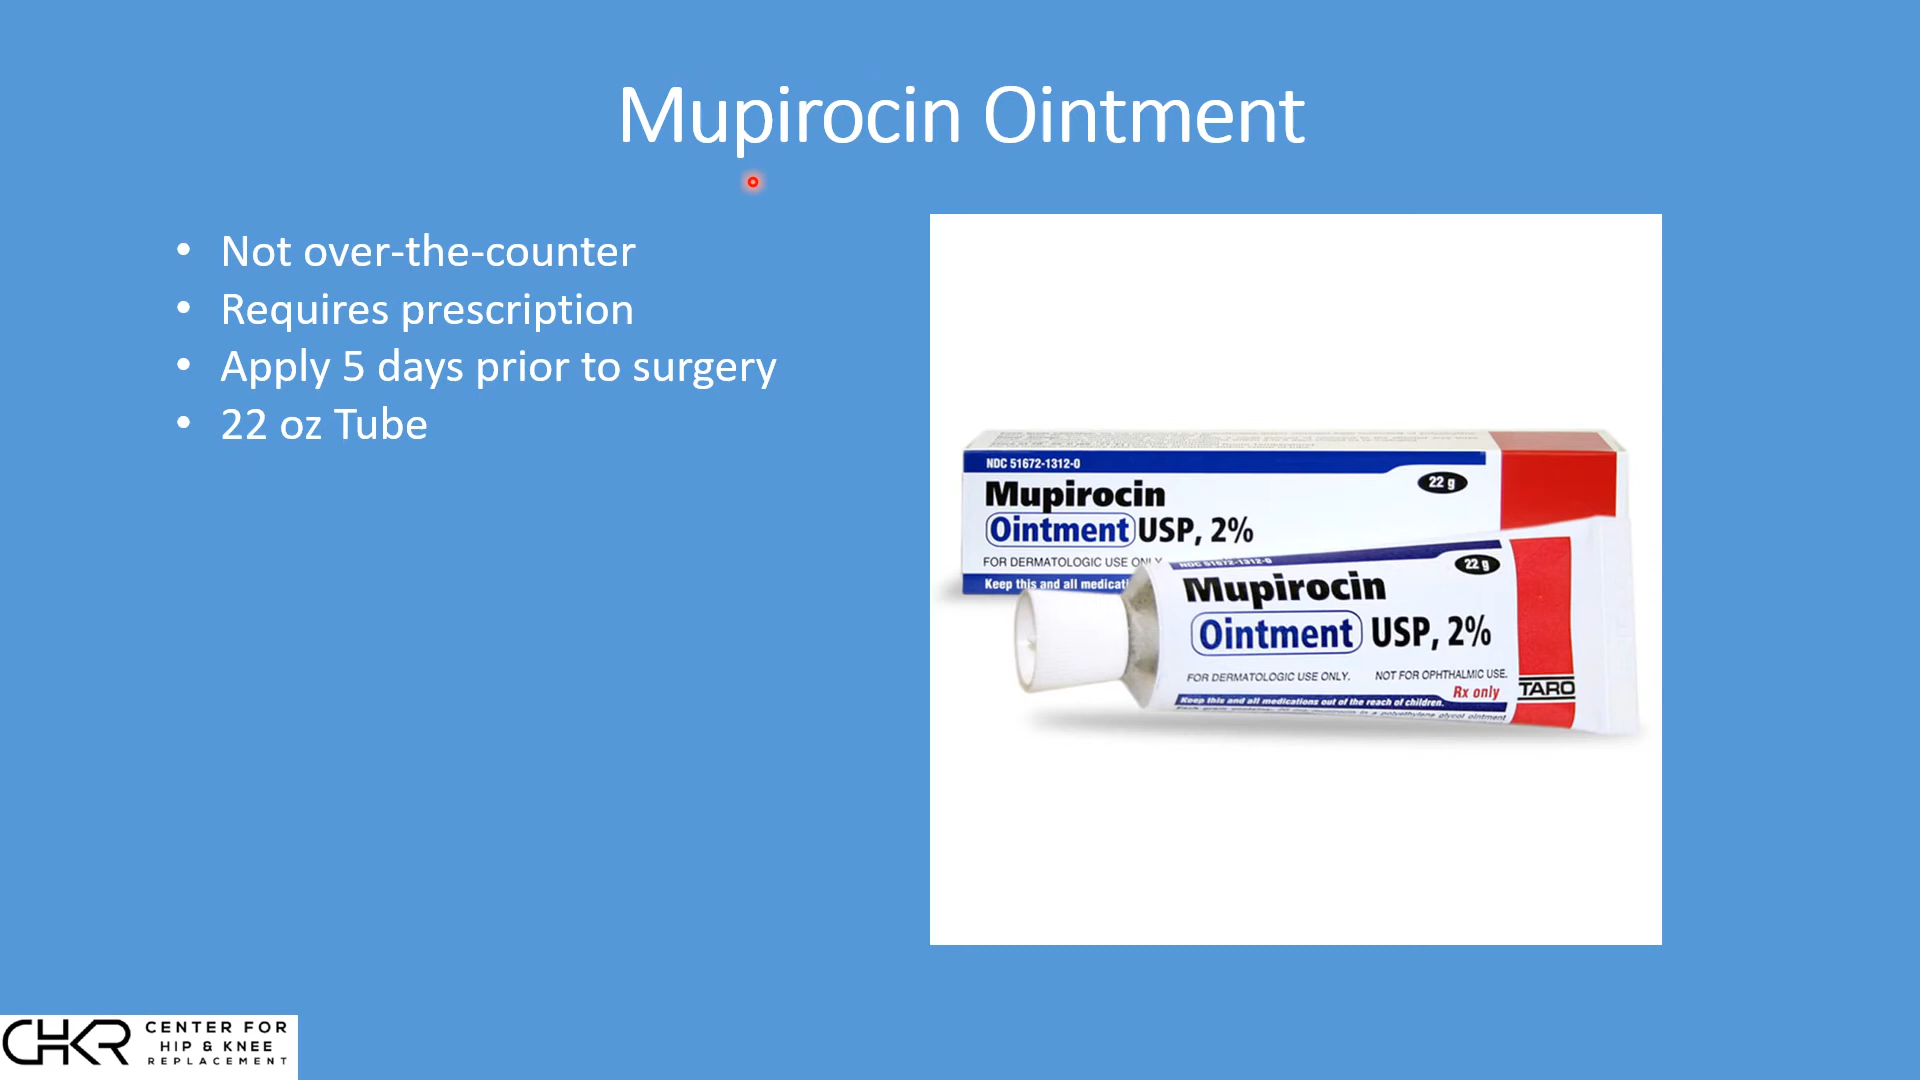 Mupirocin Ointment
• Not over-the-counter
• Requires prescription
• Apply 5 days prior to surgery
• 22 oz Tube
NDC 51672-1312-0
22 g
Mupirocin
Ointment USP, 2%
FOR DERMATOLOGIC USE ONLY
Keep this and all
NDC 51672-1312-0
22 g
Mupirocin
Ointment USP, 2%
FOR DERMATOLOGIC USE ONLY. NOT FOR OPHTHALMIC USE.
Rx only
Keep this and all medications out of the reach of children.
TARO
CHKR
CENTER FOR
HIP & KNEE
REPLACEMENT